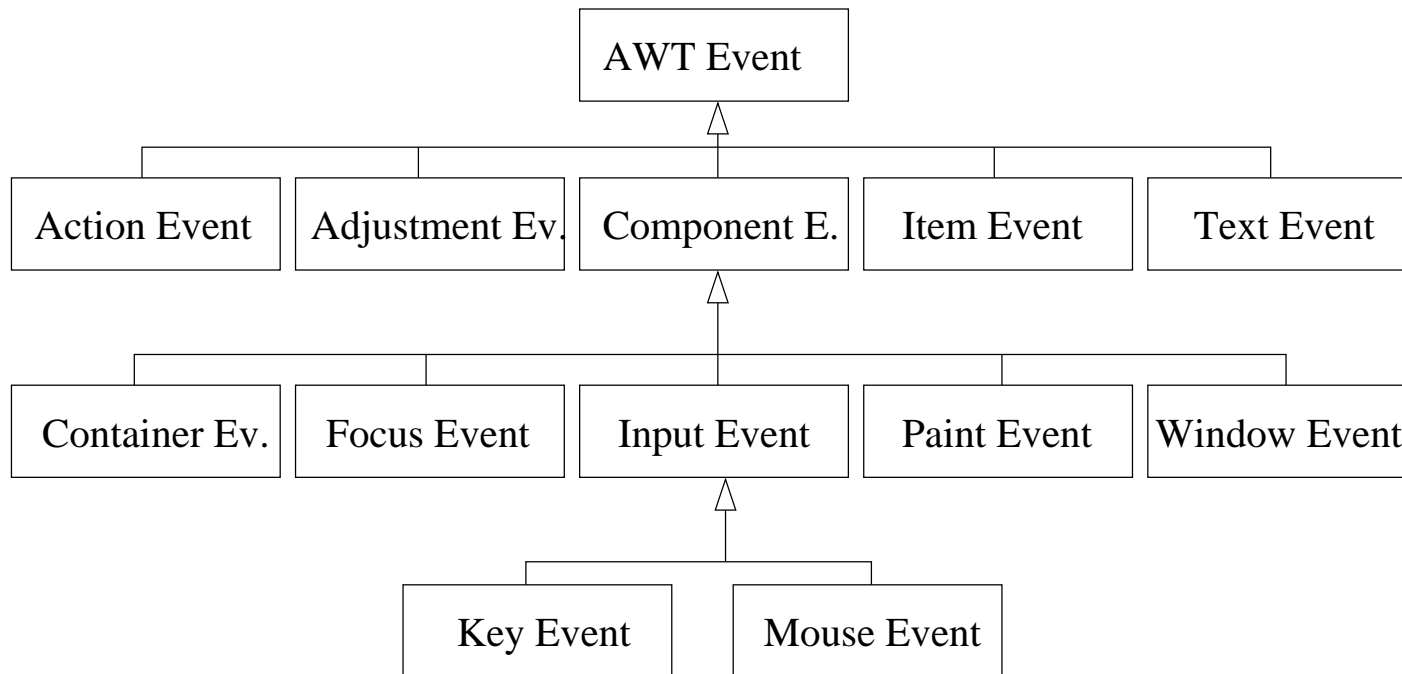 AWT Event
Action Event
Adjustment Ev.
Component E.
Item Event
Text Event
Container Ev.
Focus Event
Input Event
Paint Event
Window Event
Key Event
Mouse Event